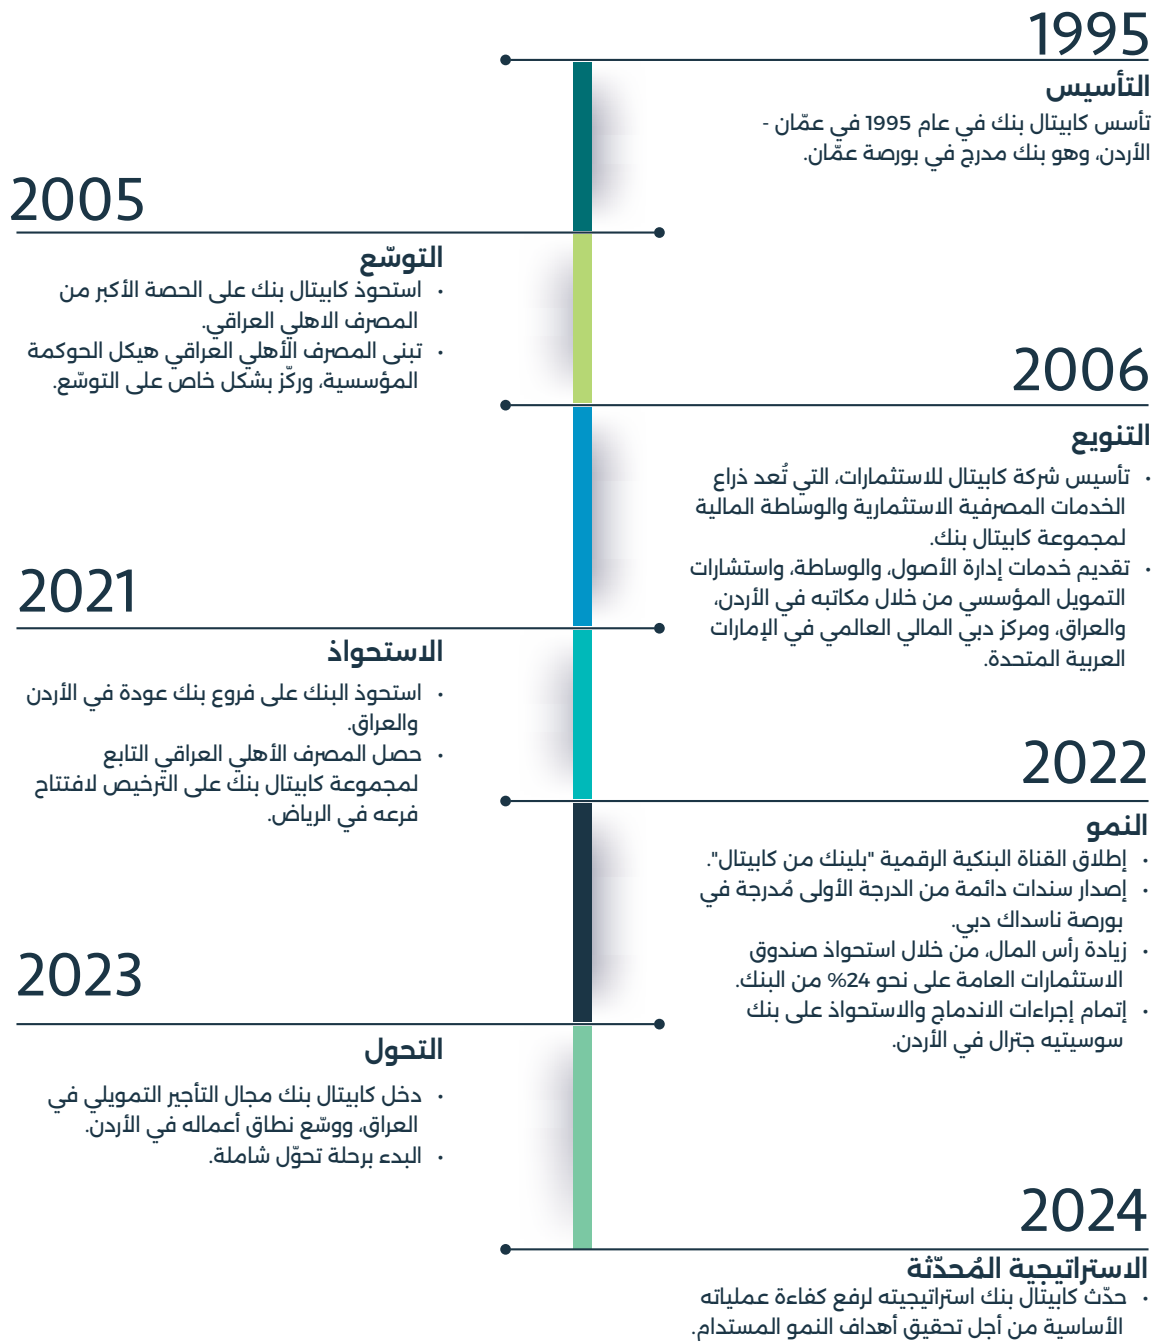 1995
التأسيس
تأسس كابيتال بنك في عام 1995 في عمّان -
الأردن، وهو بنك مدرج في بورصة عمّان.
2005
التوسّع
• استحوذ كابيتال بنك على الحصة الأكبر من
المصرف الاهلي العراقي.
• تبنى المصرف الأهلي العراقي هيكل الحوكمة
المؤسسية، وركّز بشكل خاص على التوسّع.
2006
التنويع
• تأسيس شركة كابيتال للاستثمارات، التي تُعد ذراع
الخدمات المصرفية الاستثمارية والوساطة المالية
لمجموعة كابيتال بنك.
• تقديم خدمات إدارة الأصول، والوساطة، واستشارات
التمويل المؤسسي من خلال مكاتبه في الأردن،
والعراق، ومركز دبي المالي العالمي في الإمارات
العربية المتحدة.
2021
الاستحواذ
• استحوذ البنك على فروع بنك عودة في الأردن
والعراق.
• حصل المصرف الأهلي العراقي التابع
لمجموعة كابيتال بنك على الترخيص لافتتاح
فرعه في الرياض.
2022
النمو
• إطلاق القناة البنكية الرقمية "بلينك من كابيتال".
• إصدار سندات دائمة من الدرجة الأولى مُدرجة في
بورصة ناسداك دبي.
• زيادة رأس المال، من خلال استحواذ صندوق
الاستثمارات العامة على نحو 24% من البنك.
• إتمام إجراءات الاندماج والاستحواذ على بنك
سوسيتيه جترال في الأردن.
2023
التحول
• دخل كابيتال بنك مجال التأجير التمويلي في
العراق، ووسّع نطاق أعماله في الأردن.
• البدء برحلة تحوّل شاملة.
2024
الاستراتيجية المُحدّثة
• حدّث كابيتال بنك استراتيجيته لرفع كفاءة عملياته
الأساسية من أجل تحقيق أهداف النمو المستدام.